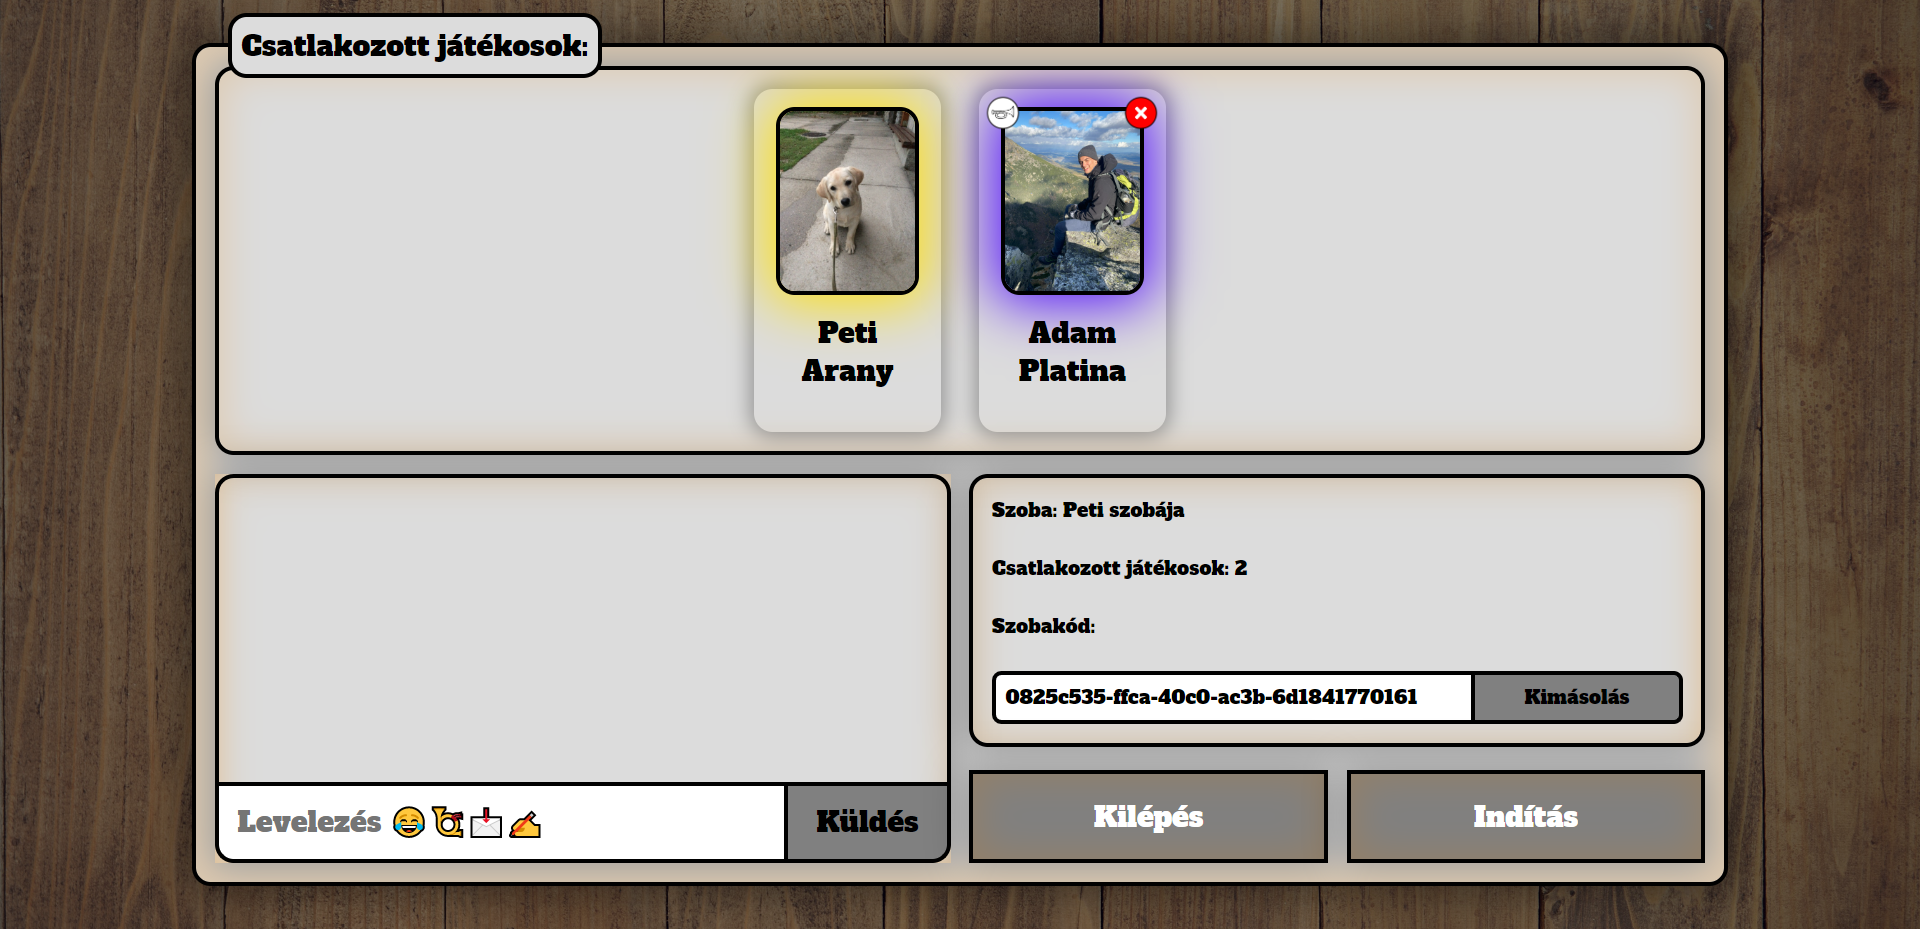 Csatlakozott játékosok:
Peti
Arany
Adam
Platina
Szoba: Peti szobája
Csatlakozott játékosok: 2
Szobakód:
0825c535-ffca-40c0-ac3b-6d1841770161
Kimásolás
Levelezés 😂📯📩✍
Küldés
Kilépés
Indítás